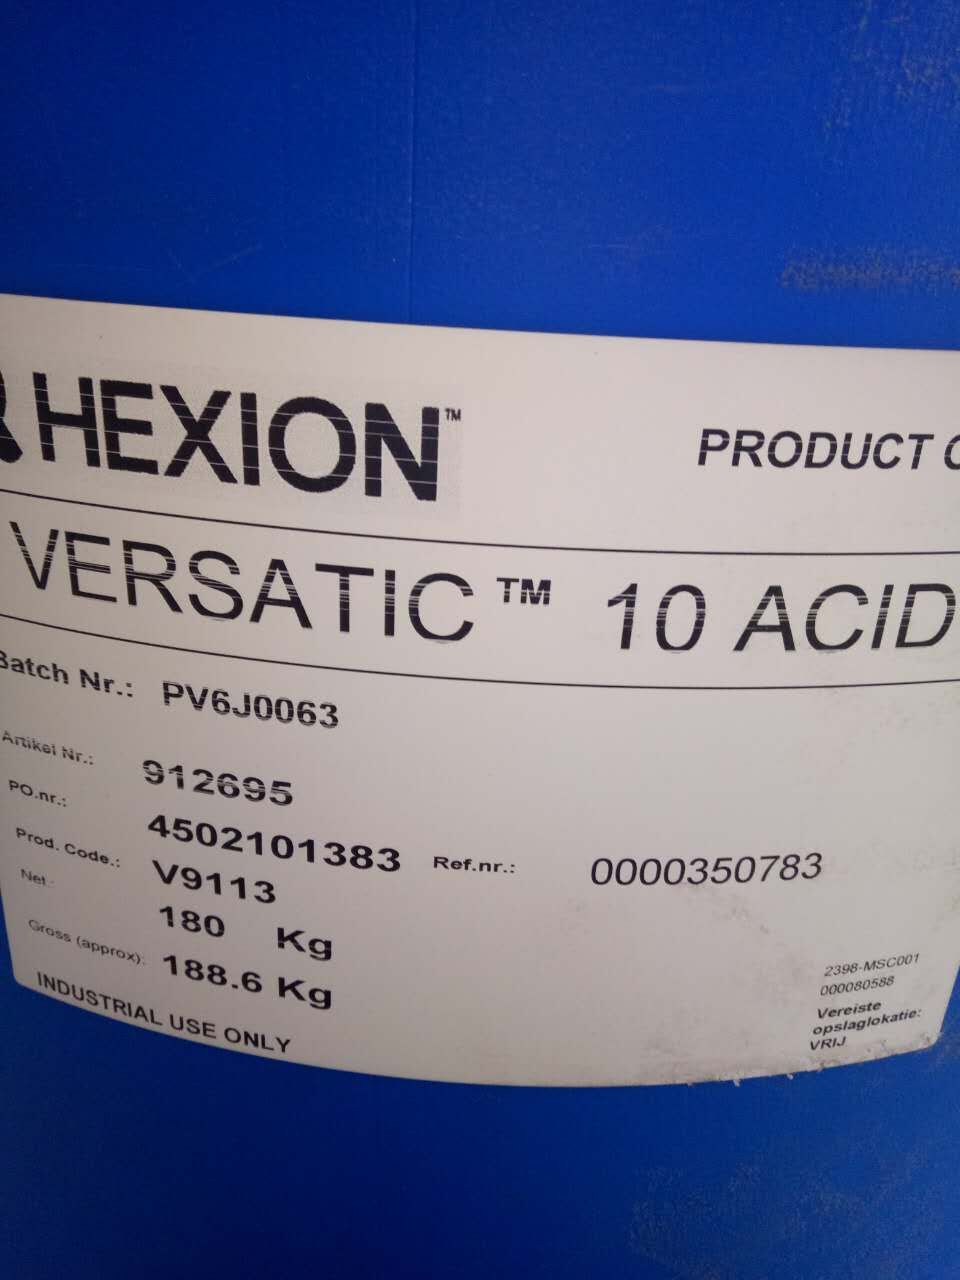 HEXION™
PRODUCT
VERSATIC™ 10 ACID
Batch Nr.: PV6J0063
Artikel Nr.: 912695
PO.nr.: 4502101383 Ref.nr.: 0000350783
Prod. Code.: V9113
Net.: 180 Kg
Gross (approx): 188.6 Kg
INDUSTRIAL USE ONLY
2398-MSC001
000080588
Vereiste
opslaglokatie:
VRIJ